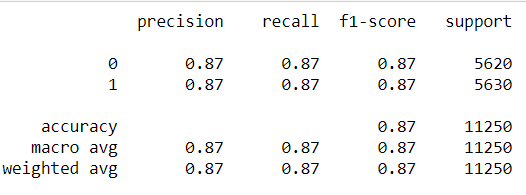 precision recall f1-score support
0 0.87 0.87 0.87 5620
1 0.87 0.87 0.87 5630
accuracy 0.87 11250
macro avg 0.87 0.87 0.87 11250
weighted avg 0.87 0.87 0.87 11250